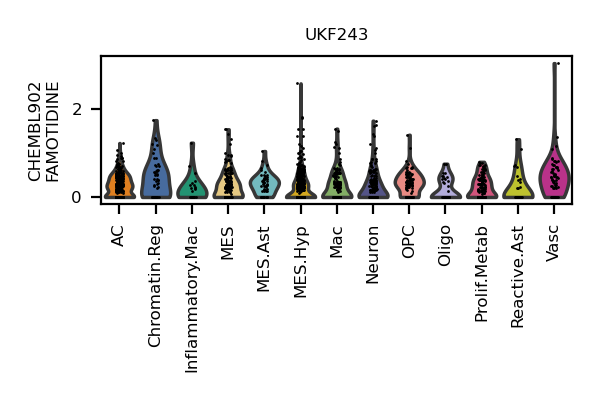 UKF243
CHEMBL902
FAMOTIDINE
2
0
AC
Chromatin.Reg
Inflammatory.Mac
MES
MES.Ast
MES.Hyp
Mac
Neuron
OPC
Oligo
Prolif.Metab
Reactive.Ast
Vasc